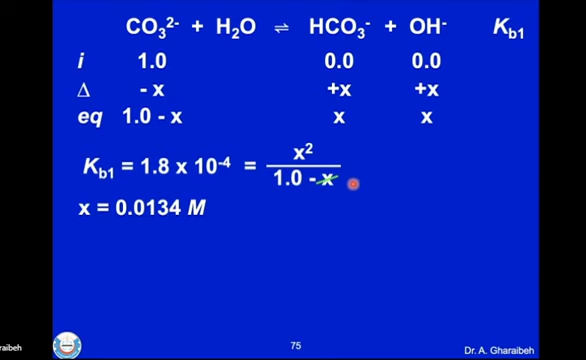 CO₃²⁻ + H₂O ⇌ HCO₃⁻ + OH⁻ K_b1
i 1.0 0.0 0.0
Δ - x +x +x
eq 1.0 - x x x
K_b1 = 1.8 x 10⁻⁴ = x² / 1.0 - x
x = 0.0134 M
raibeh
75
Dr. A. Gharaibeh